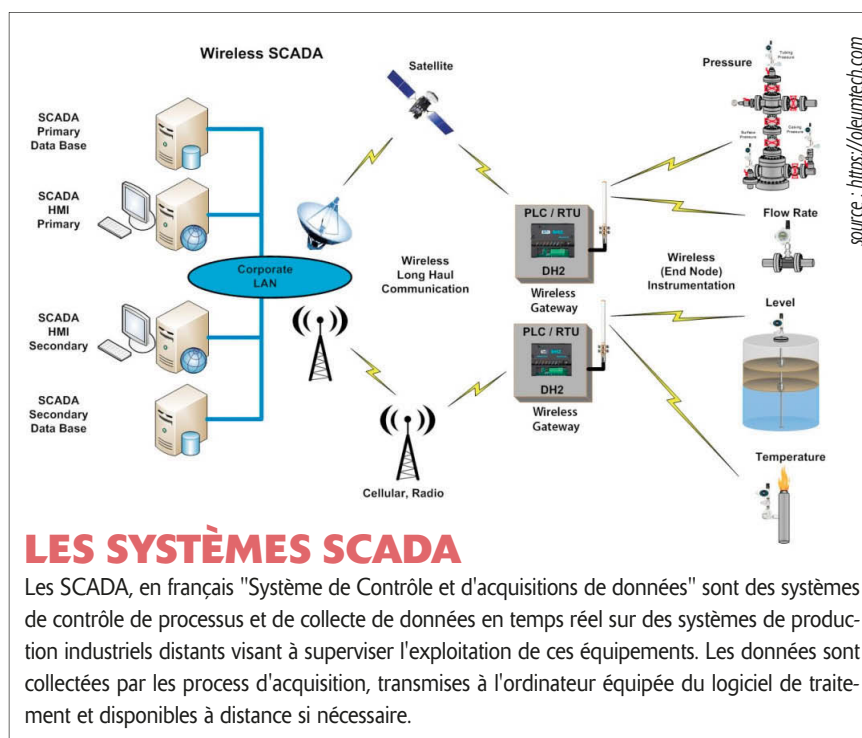 Wireless SCADA
Satellite
Pressure
Tubing
Pressure
Surface
Pressure
Casing
Pressure
source : https://oleumtech.com
SCADA
Primary
Data Base
SCADA
HMI
Primary
PLC / RTU
DH2
Wireless
Gateway
Flow Rate
Corporate
LAN
Wireless
Long Haul
Communication
Wireless
(End Node)
Instrumentation
Level
SCADA
HMI
Secondary
PLC / RTU
DH2
Wireless
Gateway
SCADA
Secondary
Data Base
Cellular, Radio
Temperature
LES SYSTÈMES SCADA
Les SCADA, en français "Système de Contrôle et d'acquisitions de données" sont des systèmes
de contrôle de processus et de collecte de données en temps réel sur des systèmes de produc-
tion industriels distants visant à superviser l'exploitation de ces équipements. Les données sont
collectées par les process d'acquisition, transmises à l'ordinateur équipée du logiciel de traite-
ment et disponibles à distance si nécessaire.